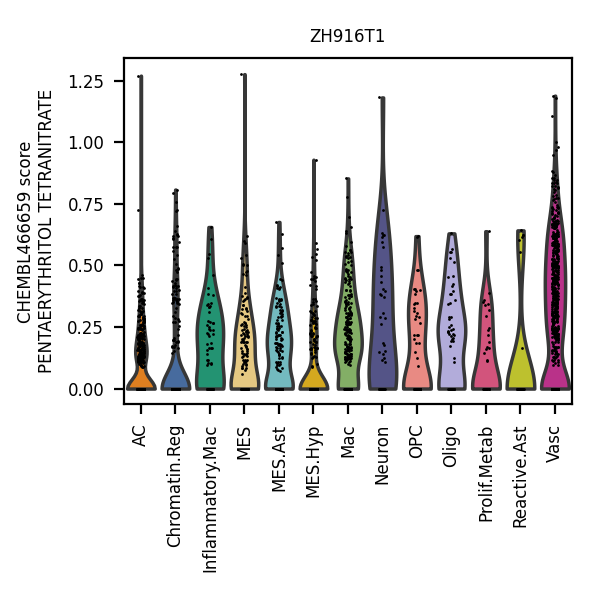 ZH916T1
CHEMBL466659 score
PENTAERYTHRITOL TETRANITRATE
1.25
1.00
0.75
0.50
0.25
0.00
AC
Chromatin.Reg
Inflammatory.Mac
MES
MES.Ast
MES.Hyp
Mac
Neuron
OPC
Oligo
Prolif.Metab
Reactive.Ast
Vasc